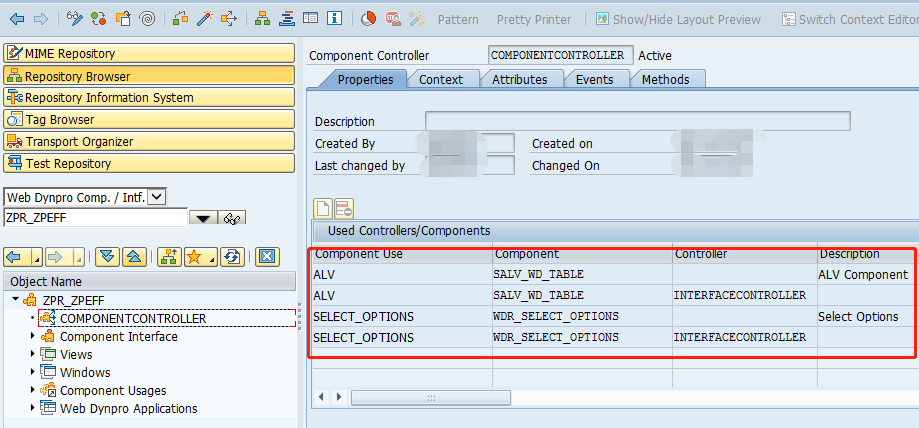 Pattern Pretty Printer Show/Hide Layout Preview Switch Context Editor
MIME Repository
Repository Browser
Repository Information System
Tag Browser
Transport Organizer
Test Repository
Web Dynpro Comp. / Intf.
ZPR_ZPEFF
Object Name
ZPR_ZPEFF
COMPONENTCONTROLLER
Component Interface
Views
Windows
Component Usages
Web Dynpro Applications
Component Controller COMPONENTCONTROLLER Active
Properties Context Attributes Events Methods
Description
Created By Created on
Last changed by Changed On
Used Controllers/Components
Component Use Component Controller Description
ALV SALV_WD_TABLE ALV Component
ALV SALV_WD_TABLE INTERFACECONTROLLER
SELECT_OPTIONS WDR_SELECT_OPTIONS Select Options
SELECT_OPTIONS WDR_SELECT_OPTIONS INTERFACECONTROLLER